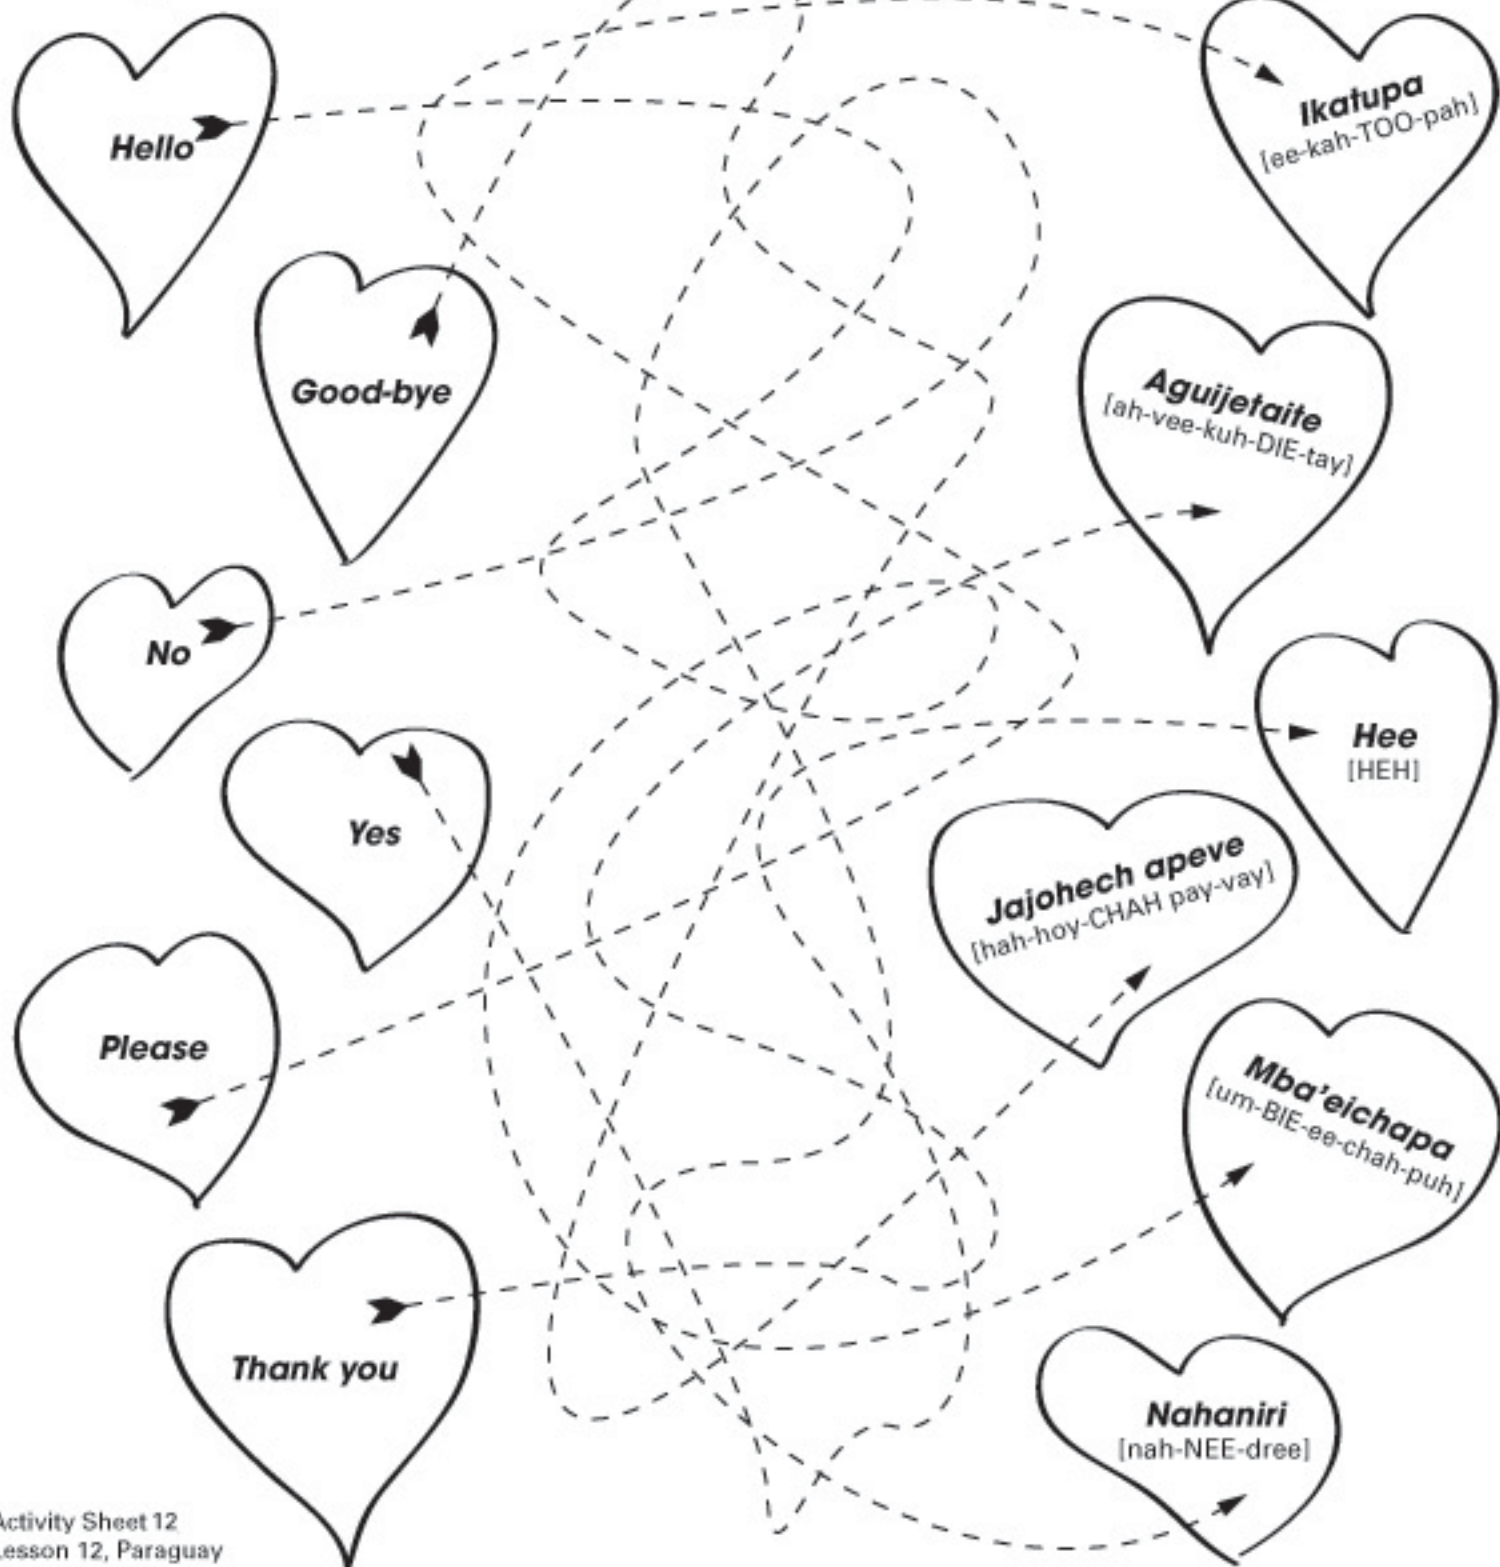 Hello
Good-bye
No
Yes
Please
Thank you
Ikatupa
[ee-kah-TOO-pah]
Aguijetaite
[ah-vee-kuh-DIE-tay]
Hee
[HEH]
Jajohech apeve
[hah-hoy-CHAH pay-vay]
Mba'eichapa
[um-BIE-ee-chah-puh]
Nahaniri
[nah-NEE-dree]
Activity Sheet 12
Lesson 12, Paraguay